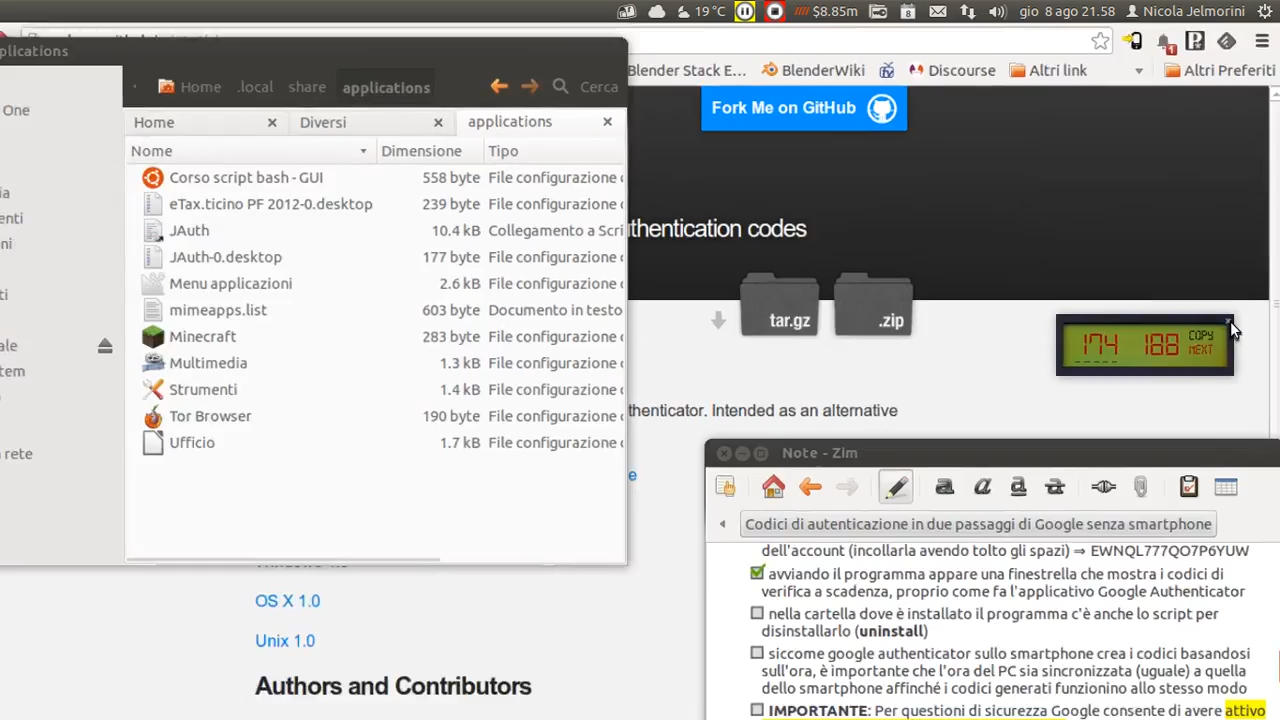 19 °C $8.85m 8 gio 8 ago 21.58 Nicola Jelmorini
plications
1
Blender Stack E... BlenderWiki Discourse Altri link Altri Preferiti
Home .local share applications Cerca
One
Home Diversi applications
Nome Dimensione Tipo
Corso script bash - GUI 558 byte File configurazione
eTax.ticino PF 2012-0.desktop 239 byte File configurazione
JAuth 10.4 kB Collegamento a Scri
JAuth-0.desktop 177 byte File configurazione
Menu applicazioni 2.6 kB File configurazione
mimeapps.list 603 byte Documento in testo
Minecraft 283 byte File configurazione
Multimedia 1.3 kB File configurazione
Strumenti 1.4 kB File configurazione
Tor Browser 190 byte File configurazione
Ufficio 1.7 kB File configurazione
ia
enti
ni
ti
ale
tem
rete
Fork Me on GitHub
thentication codes
tar.gz .zip
174 188 COPY
NEXT
thenticator. Intended as an alternative
e
OS X 1.0
Unix 1.0
Authors and Contributors
Note - Zim
Codici di autenticazione in due passaggi di Google senza smartphone
dell'account (incollarla avendo tolto gli spazi) ⇒ EWNQL777QO7P6YUW
avviando il programma appare una finestrella che mostra i codici di
verifica a scadenza, proprio come fa l'applicativo Google Authenticator
nella cartella dove è installato il programma c'è anche lo script per
disinstallarlo (uninstall)
siccome google authenticator sullo smartphone crea i codici basandosi
sull'ora, è importante che l'ora del PC sia sincronizzata (uguale) a quella
dello smartphone affinché i codici generati funzionino allo stesso modo
IMPORTANTE: Per questioni di sicurezza Google consente di avere attivo